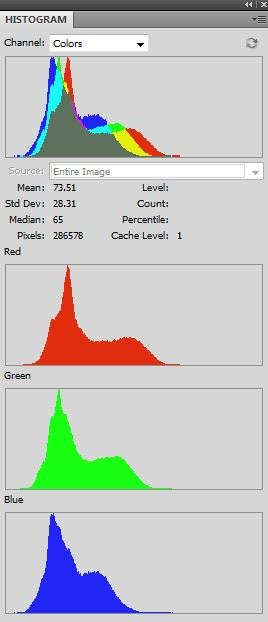 HISTOGRAM
Channel: Colors
Source: Entire Image
Mean: 73.51 Level:
Std Dev: 28.31 Count:
Median: 65 Percentile:
Pixels: 286578 Cache Level: 1
Red
Green
Blue